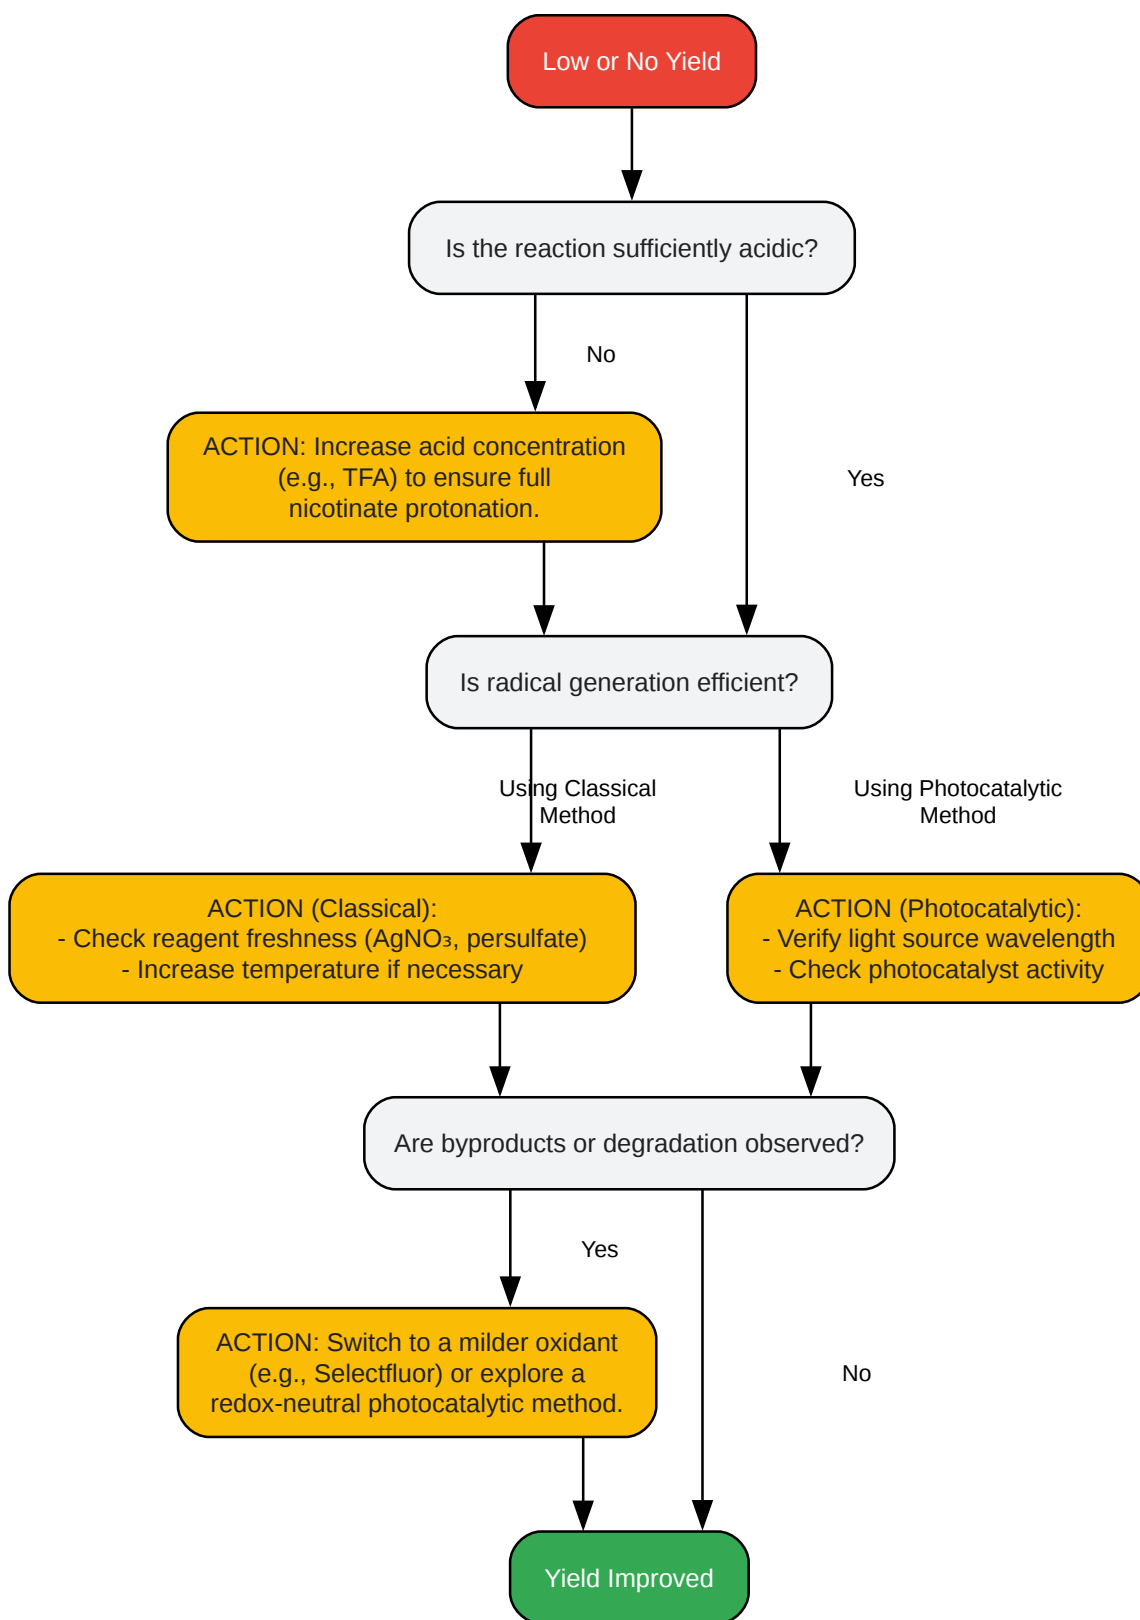 Low or No Yield
Is the reaction sufficiently acidic?
No
ACTION: Increase acid concentration
(e.g., TFA) to ensure full
nicotinate protonation.
Yes
Is radical generation efficient?
Using Classical
Method
Using Photocatalytic
Method
ACTION (Classical):
- Check reagent freshness (AgNO₃, persulfate)
- Increase temperature if necessary
ACTION (Photocatalytic):
- Verify light source wavelength
- Check photocatalyst activity
Are byproducts or degradation observed?
Yes
ACTION: Switch to a milder oxidant
(e.g., Selectfluor) or explore a
redox-neutral photocatalytic method.
No
Yield Improved